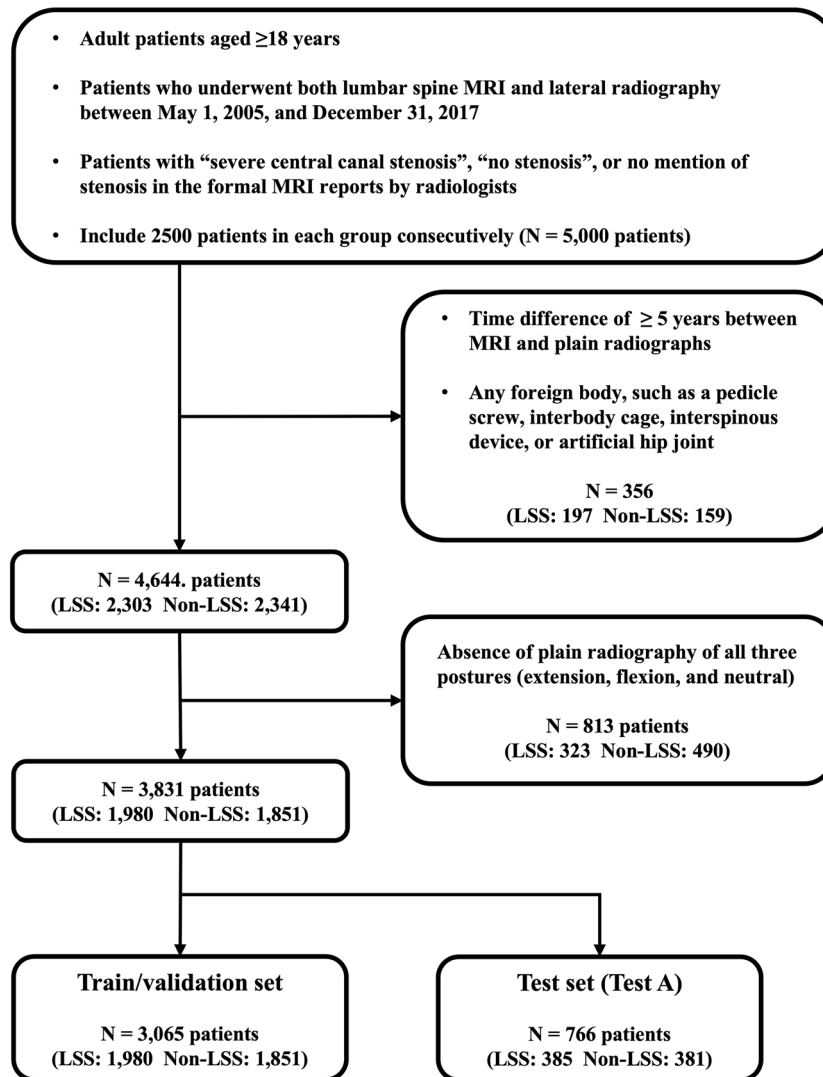 • Adult patients aged ≥18 years
• Patients who underwent both lumbar spine MRI and lateral radiography
between May 1, 2005, and December 31, 2017
• Patients with “severe central canal stenosis”, “no stenosis”, or no mention of
stenosis in the formal MRI reports by radiologists
• Include 2500 patients in each group consecutively (N = 5,000 patients)
• Time difference of ≥ 5 years between
MRI and plain radiographs
• Any foreign body, such as a pedicle
screw, interbody cage, interspinous
device, or artificial hip joint
N = 356
(LSS: 197 Non-LSS: 159)
N = 4,644. patients
(LSS: 2,303 Non-LSS: 2,341)
Absence of plain radiography of all three
postures (extension, flexion, and neutral)
N = 813 patients
(LSS: 323 Non-LSS: 490)
N = 3,831 patients
(LSS: 1,980 Non-LSS: 1,851)
Train/validation set
N = 3,065 patients
(LSS: 1,980 Non-LSS: 1,851)
Test set (Test A)
N = 766 patients
(LSS: 385 Non-LSS: 381)